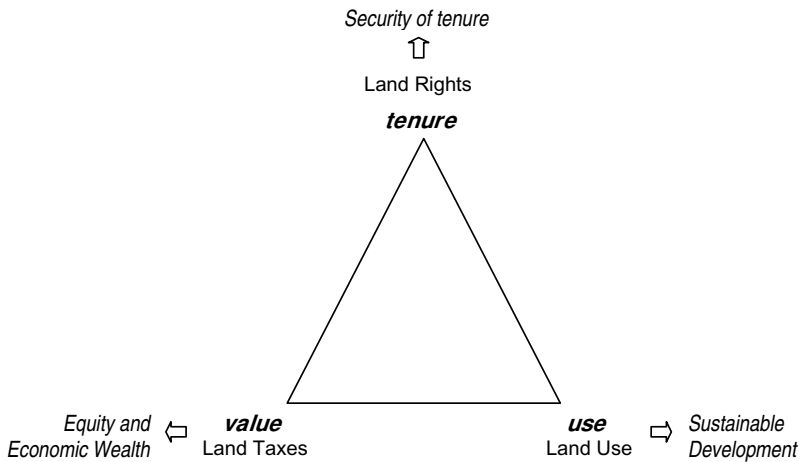 Security of tenure
Land Rights
tenure
Equity and
Economic Wealth
value
Land Taxes
use
Land Use
Sustainable
Development